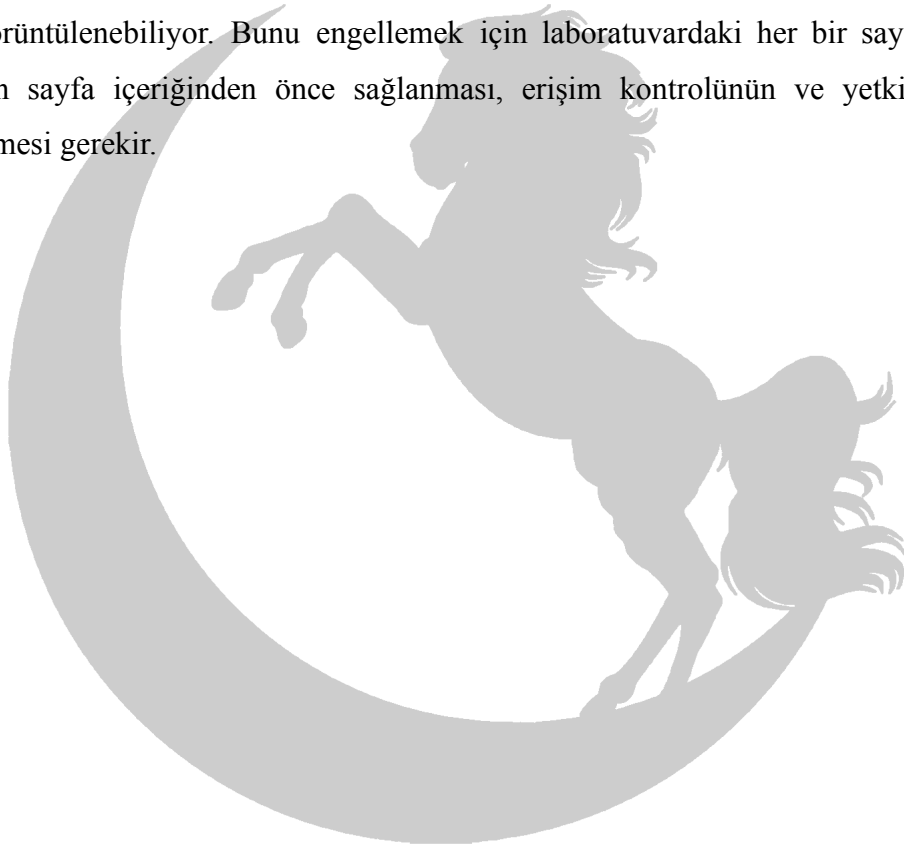 örüntülenebiliyor. Bunu engellemek için laboratuvardaki her bir say
sayfa içeriğinden önce sağlanması, erişim kontrolünün ve yetki
mesi gerekir.